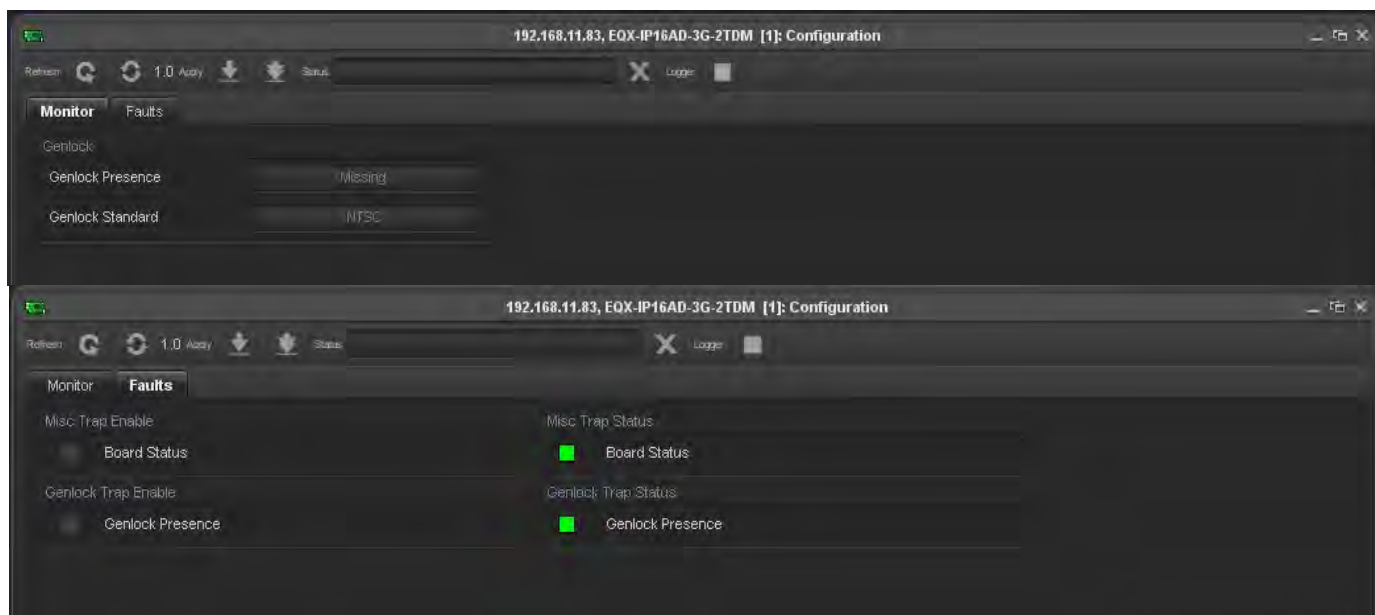 192.168.11.83, EQX-IP16AD-3G-2TDM [1]: Configuration
Refresh 1.0 Apply Status Logger
Monitor Faults
Genlock
Genlock Presence Missing
Genlock Standard NTSC
192.168.11.83, EQX-IP16AD-3G-2TDM [1]: Configuration
Refresh 1.0 Apply Status Logger
Monitor Faults
Misc Trap Enable Misc Trap Status
Board Status Board Status
Genlock Trap Enable Genlock Trap Status
Genlock Presence Genlock Presence